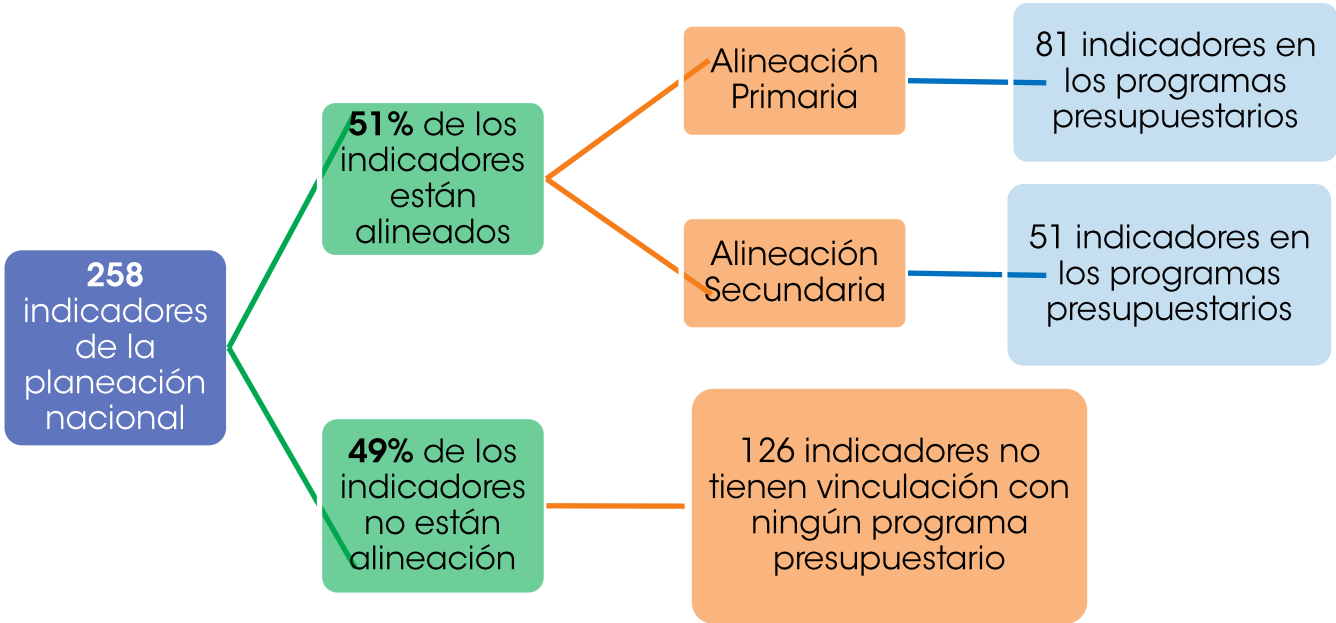 258
indicadores
de la
planeación
nacional
51% de los
indicadores
están
alineados
Alineación
Primaria
81 indicadores en
los programas
presupuestarios
Alineación
Secundaria
51 indicadores en
los programas
presupuestarios
49% de los
indicadores
no están
alineación
126 indicadores no
tienen vinculación con
ningún programa
presupuestario